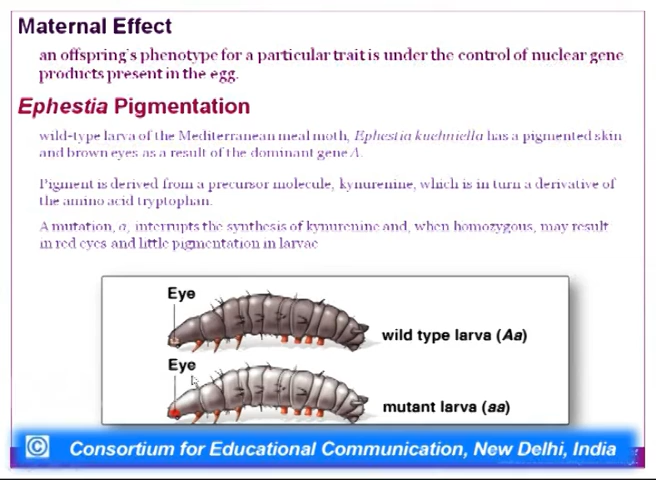 Maternal Effect
an offspring's phenotype for a particular trait is under the control of nuclear gene
products present in the egg.
Ephestia Pigmentation
wild-type larva of the Mediterranean meal moth, Ephestia kuehniella has a pigmented skin
and brown eyes as a result of the dominant gene A.
Pigment is derived from a precursor molecule, kynurenine, which is in turn a derivative of
the amino acid tryptophan.
A mutation, a, interrupts the synthesis of kynurenine and, when homozygous, may result
in red eyes and little pigmentation in larvae
Eye
wild type larva (Aa)
Eye
mutant larva (aa)
© Consortium for Educational Communication, New Delhi, India